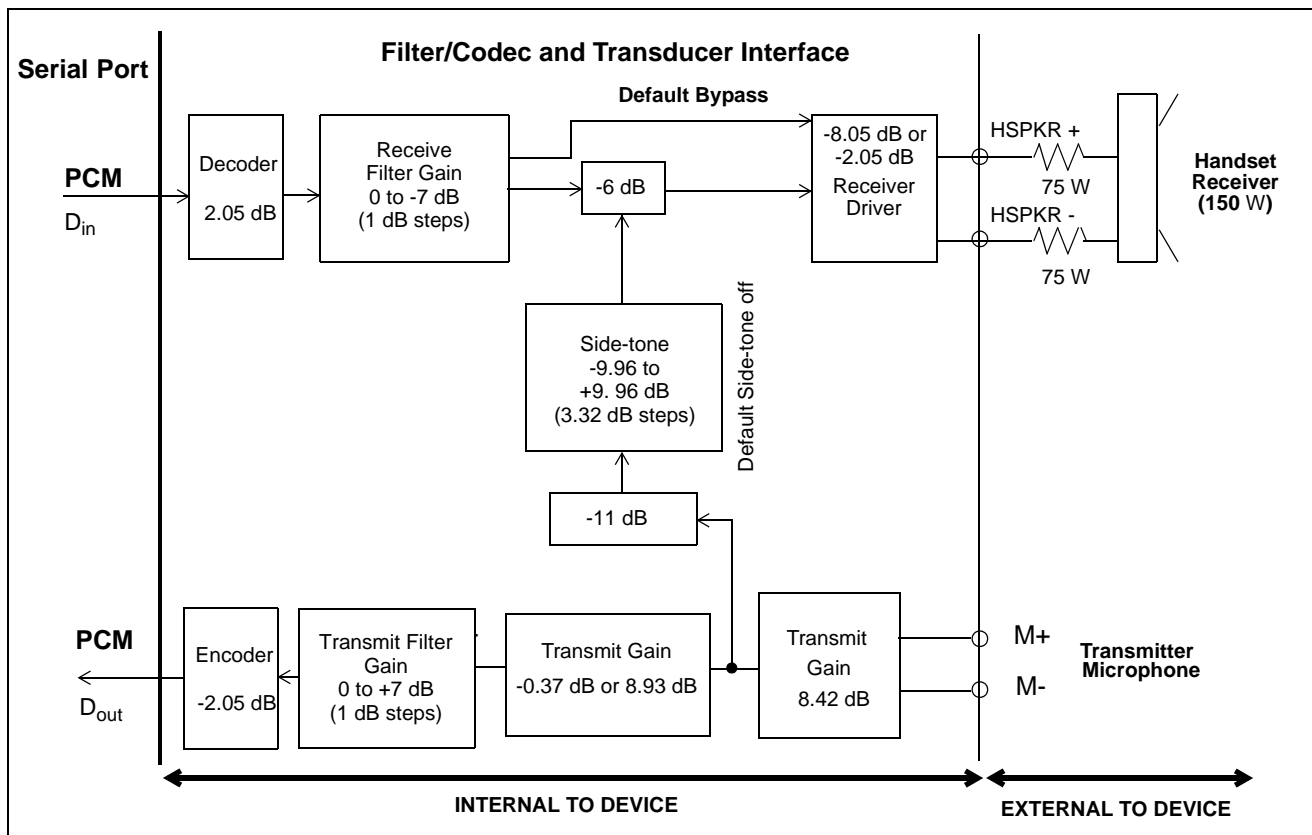 Filter/Codec and Transducer Interface
Serial Port
Default Bypass
PCM
Din
Decoder
2.05 dB
Receive
Filter Gain
0 to -7 dB
(1 dB steps)
-6 dB
-8.05 dB or
-2.05 dB
Receiver
Driver
HSPKR +
75 W
HSPKR -
75 W
Handset
Receiver
(150 W)
Side-tone
-9.96 to
+9. 96 dB
(3.32 dB steps)
Default Side-tone off
-11 dB
PCM
Dout
Encoder
-2.05 dB
Transmit Filter
Gain
0 to +7 dB
(1 dB steps)
Transmit Gain
-0.37 dB or 8.93 dB
Transmit
Gain
8.42 dB
M+
M-
Transmitter
Microphone
INTERNAL TO DEVICE
EXTERNAL TO DEVICE